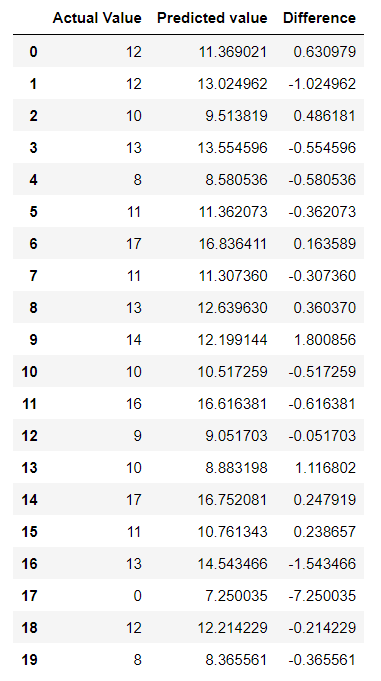 Actual Value Predicted value Difference
0 12 11.369021 0.630979
1 12 13.024962 -1.024962
2 10 9.513819 0.486181
3 13 13.554596 -0.554596
4 8 8.580536 -0.580536
5 11 11.362073 -0.362073
6 17 16.836411 0.163589
7 11 11.307360 -0.307360
8 13 12.639630 0.360370
9 14 12.199144 1.800856
10 10 10.517259 -0.517259
11 16 16.616381 -0.616381
12 9 9.051703 -0.051703
13 10 8.883198 1.116802
14 17 16.752081 0.247919
15 11 10.761343 0.238657
16 13 14.543466 -1.543466
17 0 7.250035 -7.250035
18 12 12.214229 -0.214229
19 8 8.365561 -0.365561